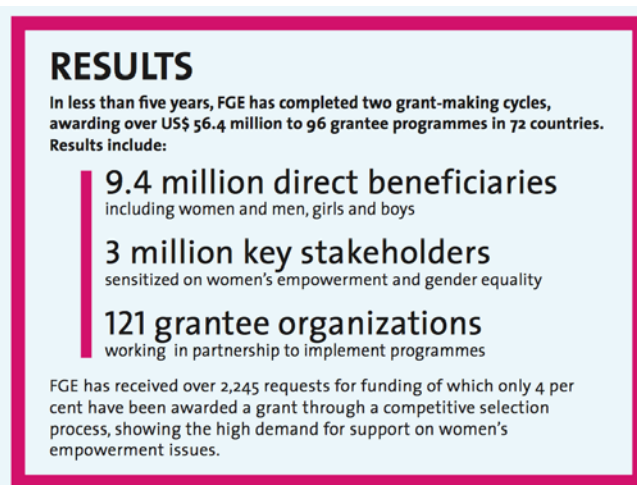 RESULTS
In less than five years, FGE has completed two grant-making cycles,
awarding over US$ 56.4 million to 96 grantee programmes in 72 countries.
Results include:
9.4 million direct beneficiaries
including women and men, girls and boys
3 million key stakeholders
sensitized on women's empowerment and gender equality
121 grantee organizations
working in partnership to implement programmes
FGE has received over 2,245 requests for funding of which only 4 per
cent have been awarded a grant through a competitive selection
process, showing the high demand for support on women's
empowerment issues.